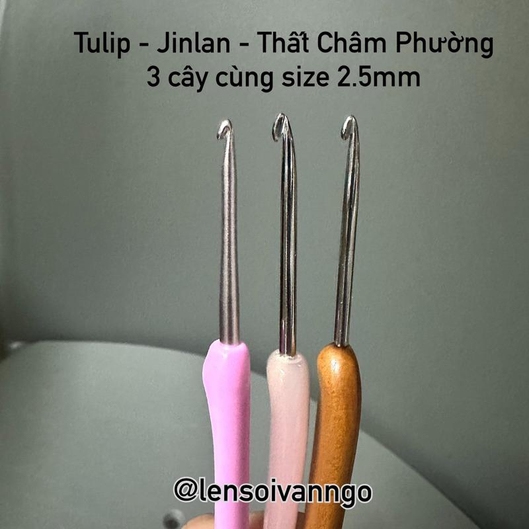 Tulip - Jinlan - Thất Châm Phường
3 cây cùng size 2.5mm
@lensoivanngo